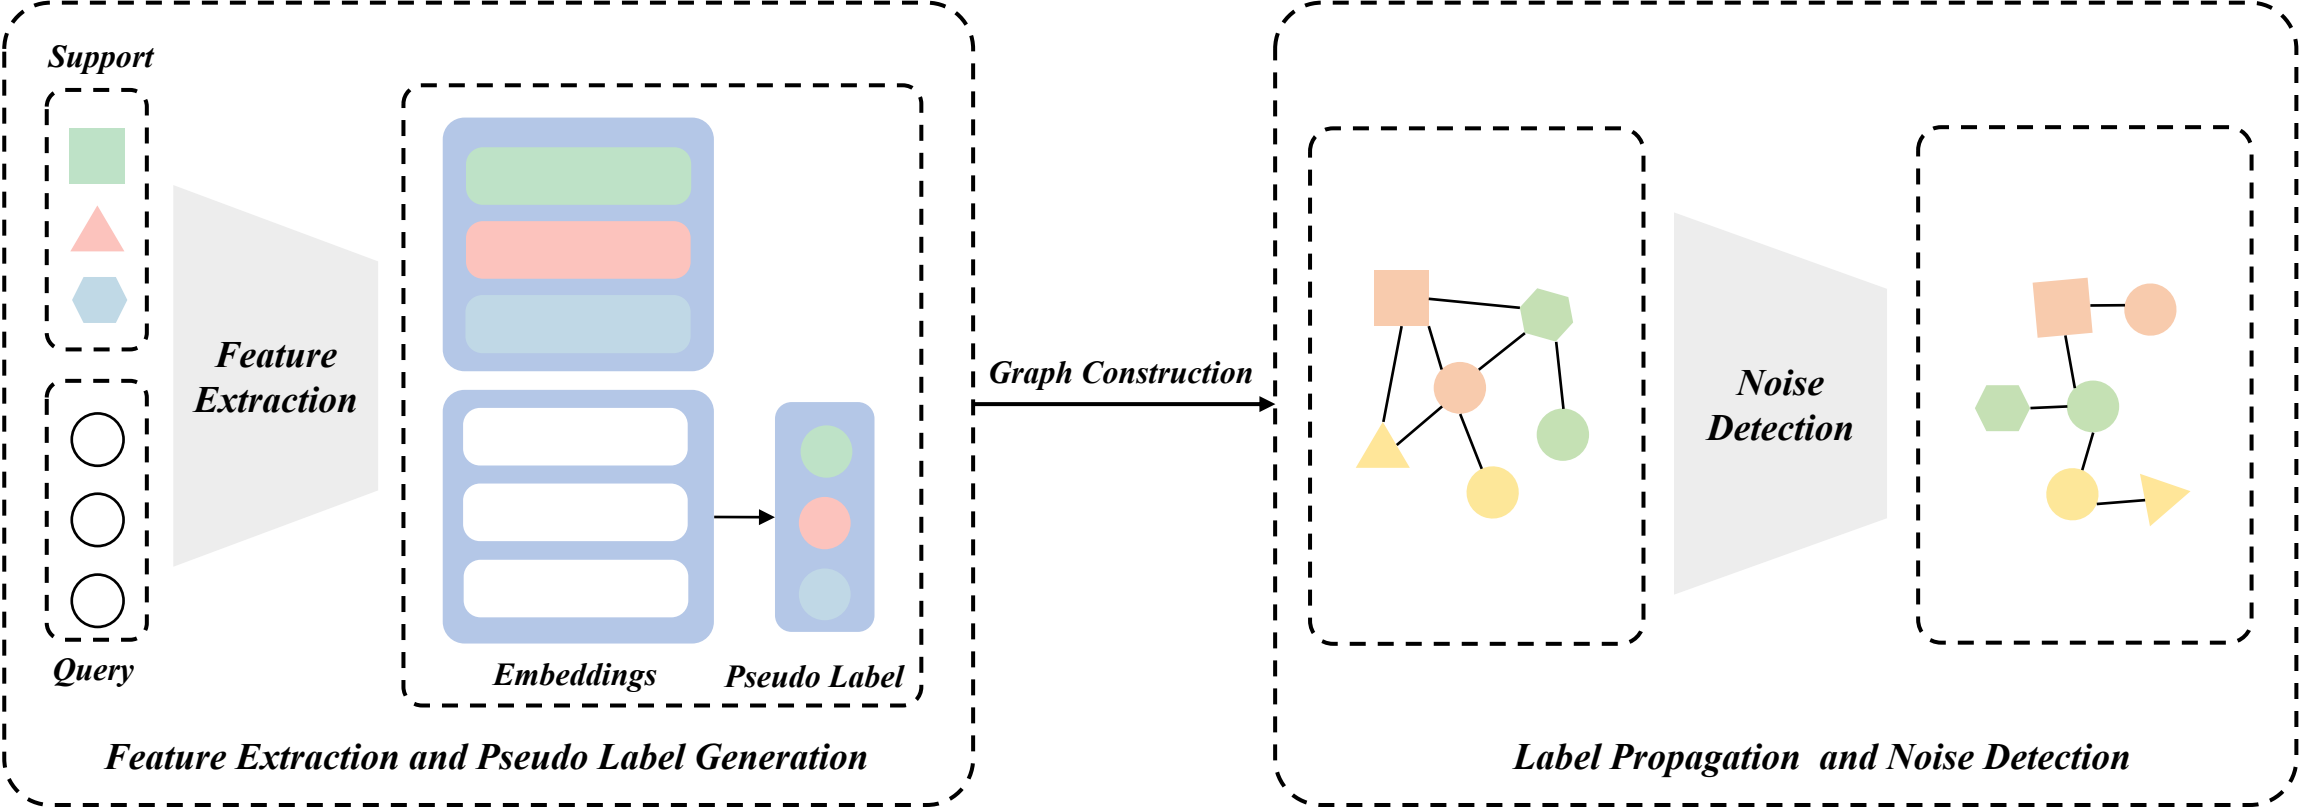 Support
Feature
Extraction
Query
Embeddings
Pseudo Label
Feature Extraction and Pseudo Label Generation
Graph Construction
Noise
Detection
Label Propagation and Noise Detection